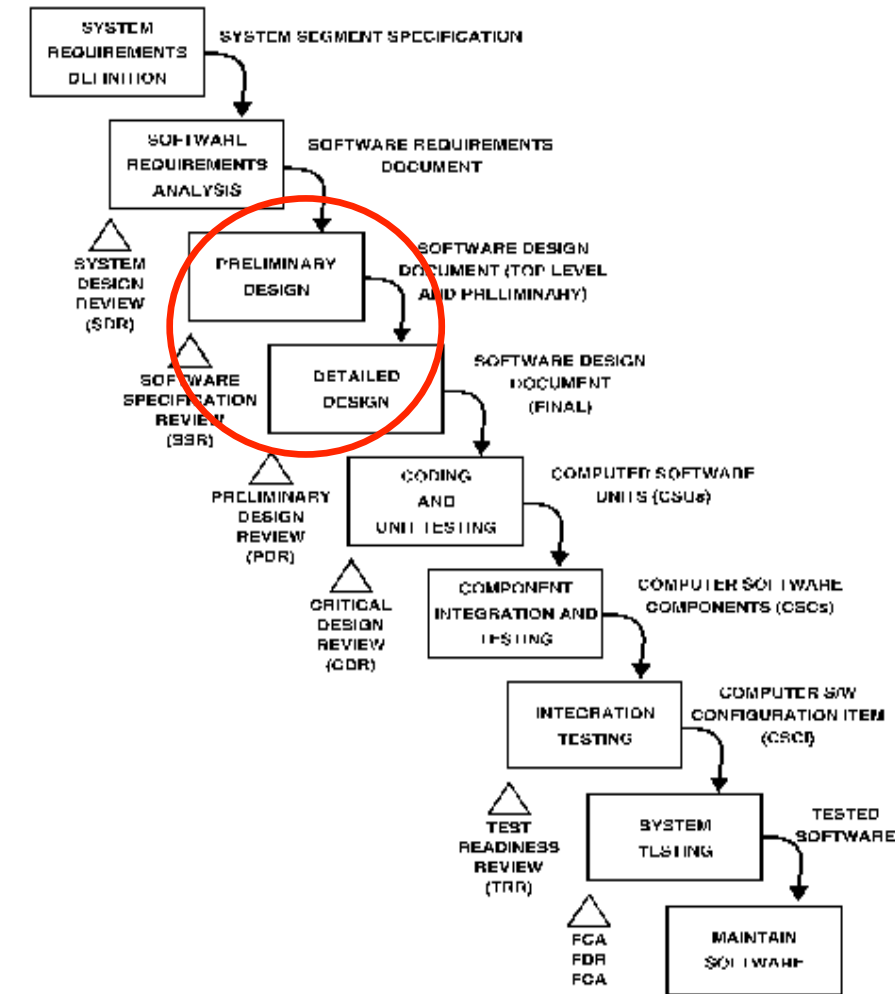 SYSTEM
REQUIREMENTS
DEFINITION
SYSTEM SEGMENT SPECIFICATION
SOFTWARE
REQUIREMENTS
ANALYSIS
SOFTWARE REQUIREMENTS
DOCUMENT
SYSTEM
DESIGN
REVIEW
(SDR)
PRELIMINARY
DESIGN
SOFTWARE DESIGN
DOCUMENT (TOP LEVEL
AND PRELIMINARY)
SOFTWARE
SPECIFICATION
REVIEW
(SSR)
DETAILED
DESIGN
SOFTWARE DESIGN
DOCUMENT
(FINAL)
PRELIMINARY
DESIGN
REVIEW
(PDR)
CODING
AND
UNIT TESTING
COMPUTED SOFTWARE
UNITS (CSUs)
CRITICAL
DESIGN
REVIEW
(CDR)
COMPONENT
INTEGRATION AND
TESTING
COMPUTER SOFTWARE
COMPONENTS (CSCs)
INTEGRATION
TESTING
COMPUTER S/W
CONFIGURATION ITEM
(CSCI)
TEST
READINESS
REVIEW
(TRR)
SYSTEM
TESTING
TESTED
SOFTWARE
FCA
FDR
FCA
MAINTAIN
SOFTWARE